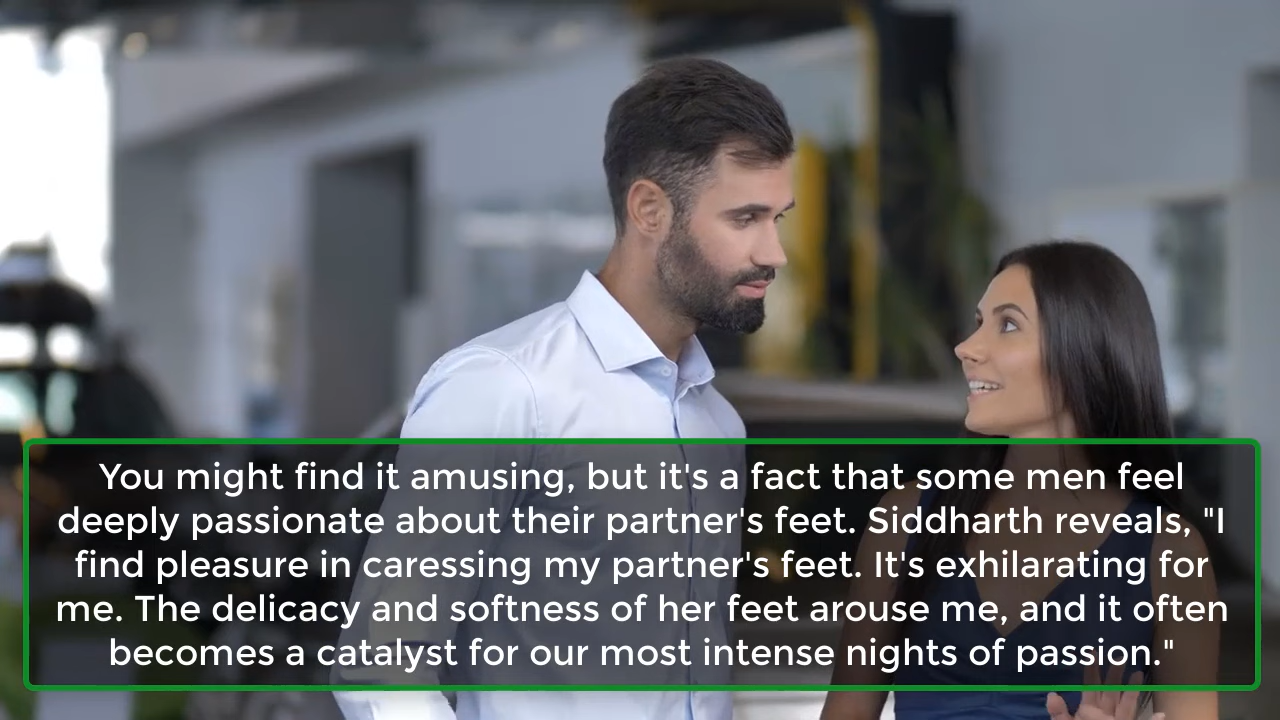 You might find it amusing, but it's a fact that some men feel
deeply passionate about their partner's feet. Siddharth reveals, "I
find pleasure in caressing my partner's feet. It's exhilarating for
me. The delicacy and softness of her feet arouse me, and it often
becomes a catalyst for our most intense nights of passion."